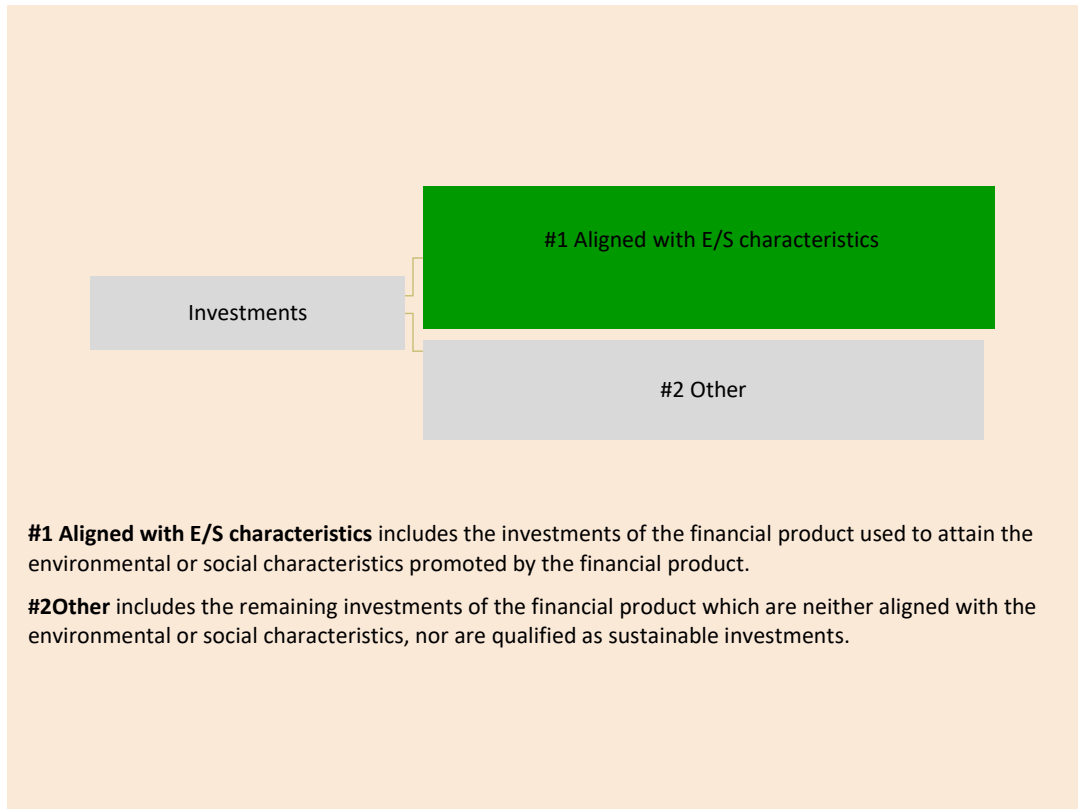 #1 Aligned with E/S characteristics
Investments
#2 Other
#1 Aligned with E/S characteristics includes the investments of the financial product used to attain the
environmental or social characteristics promoted by the financial product.
#2Other includes the remaining investments of the financial product which are neither aligned with the
environmental or social characteristics, nor are qualified as sustainable investments.